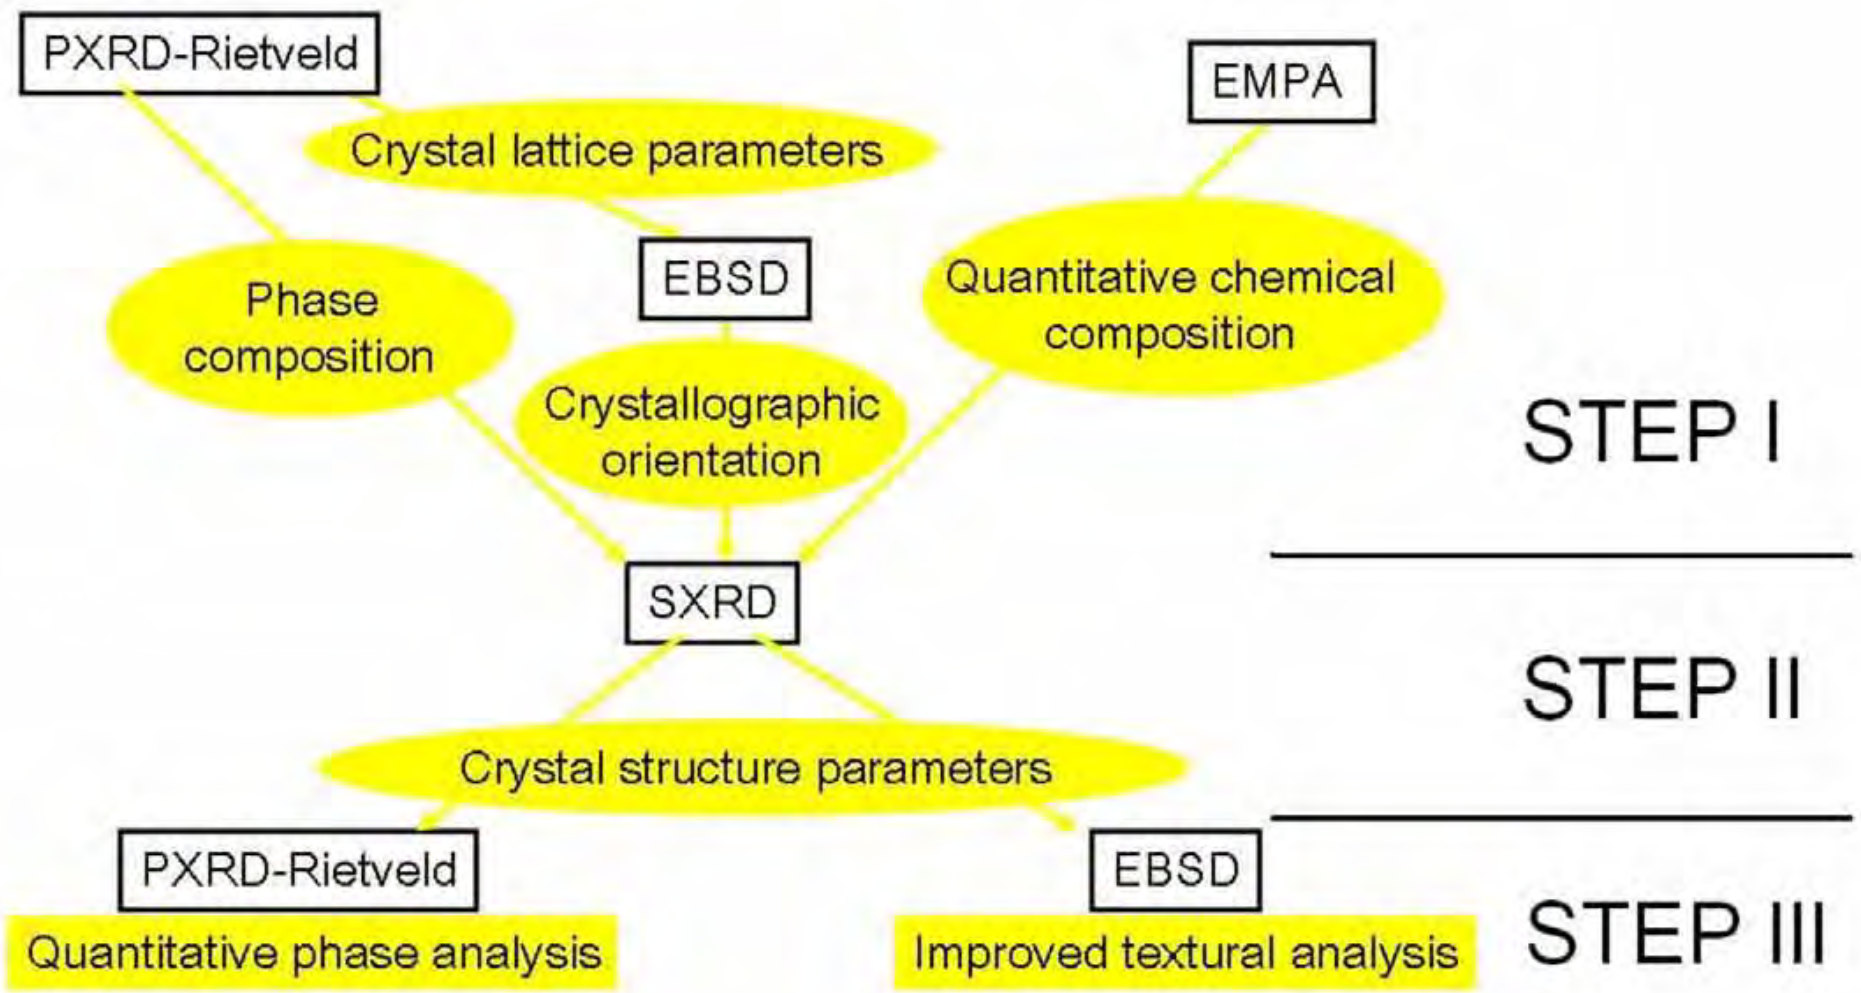 PXRD-Rietveld
EMPA
Crystal lattice parameters
EBSD
Quantitative chemical
composition
Phase
composition
Crystallographic
orientation
STEP I
SXRD
STEP II
Crystal structure parameters
PXRD-Rietveld
EBSD
Quantitative phase analysis
Improved textural analysis
STEP III